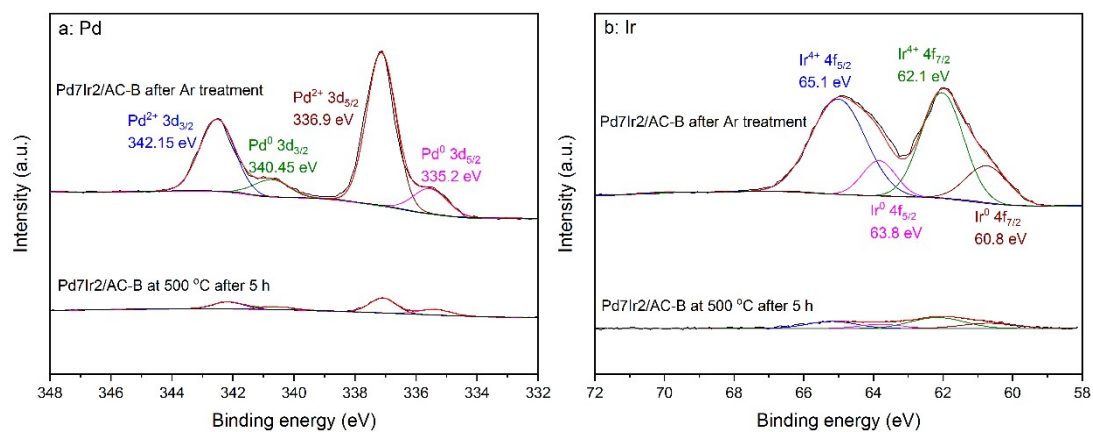 a: Pd
Pd7Ir2/AC-B after Ar treatment
Pd²⁺ 3d₃/₂
342.15 eV
Pd⁰ 3d₃/₂
340.45 eV
Pd²⁺ 3d₅/₂
336.9 eV
Pd⁰ 3d₅/₂
335.2 eV
Pd7Ir2/AC-B at 500 °C after 5 h
Intensity (a.u.)
348 346 344 342 340 338 336 334 332
Binding energy (eV)
b: Ir
Ir⁴⁺ 4f₅/₂
65.1 eV
Ir⁴⁺ 4f₇/₂
62.1 eV
Pd7Ir2/AC-B after Ar treatment
Ir⁰ 4f₅/₂
63.8 eV
Ir⁰ 4f₇/₂
60.8 eV
Pd7Ir2/AC-B at 500 °C after 5 h
Intensity (a.u.)
72 70 68 66 64 62 60 58
Binding energy (eV)